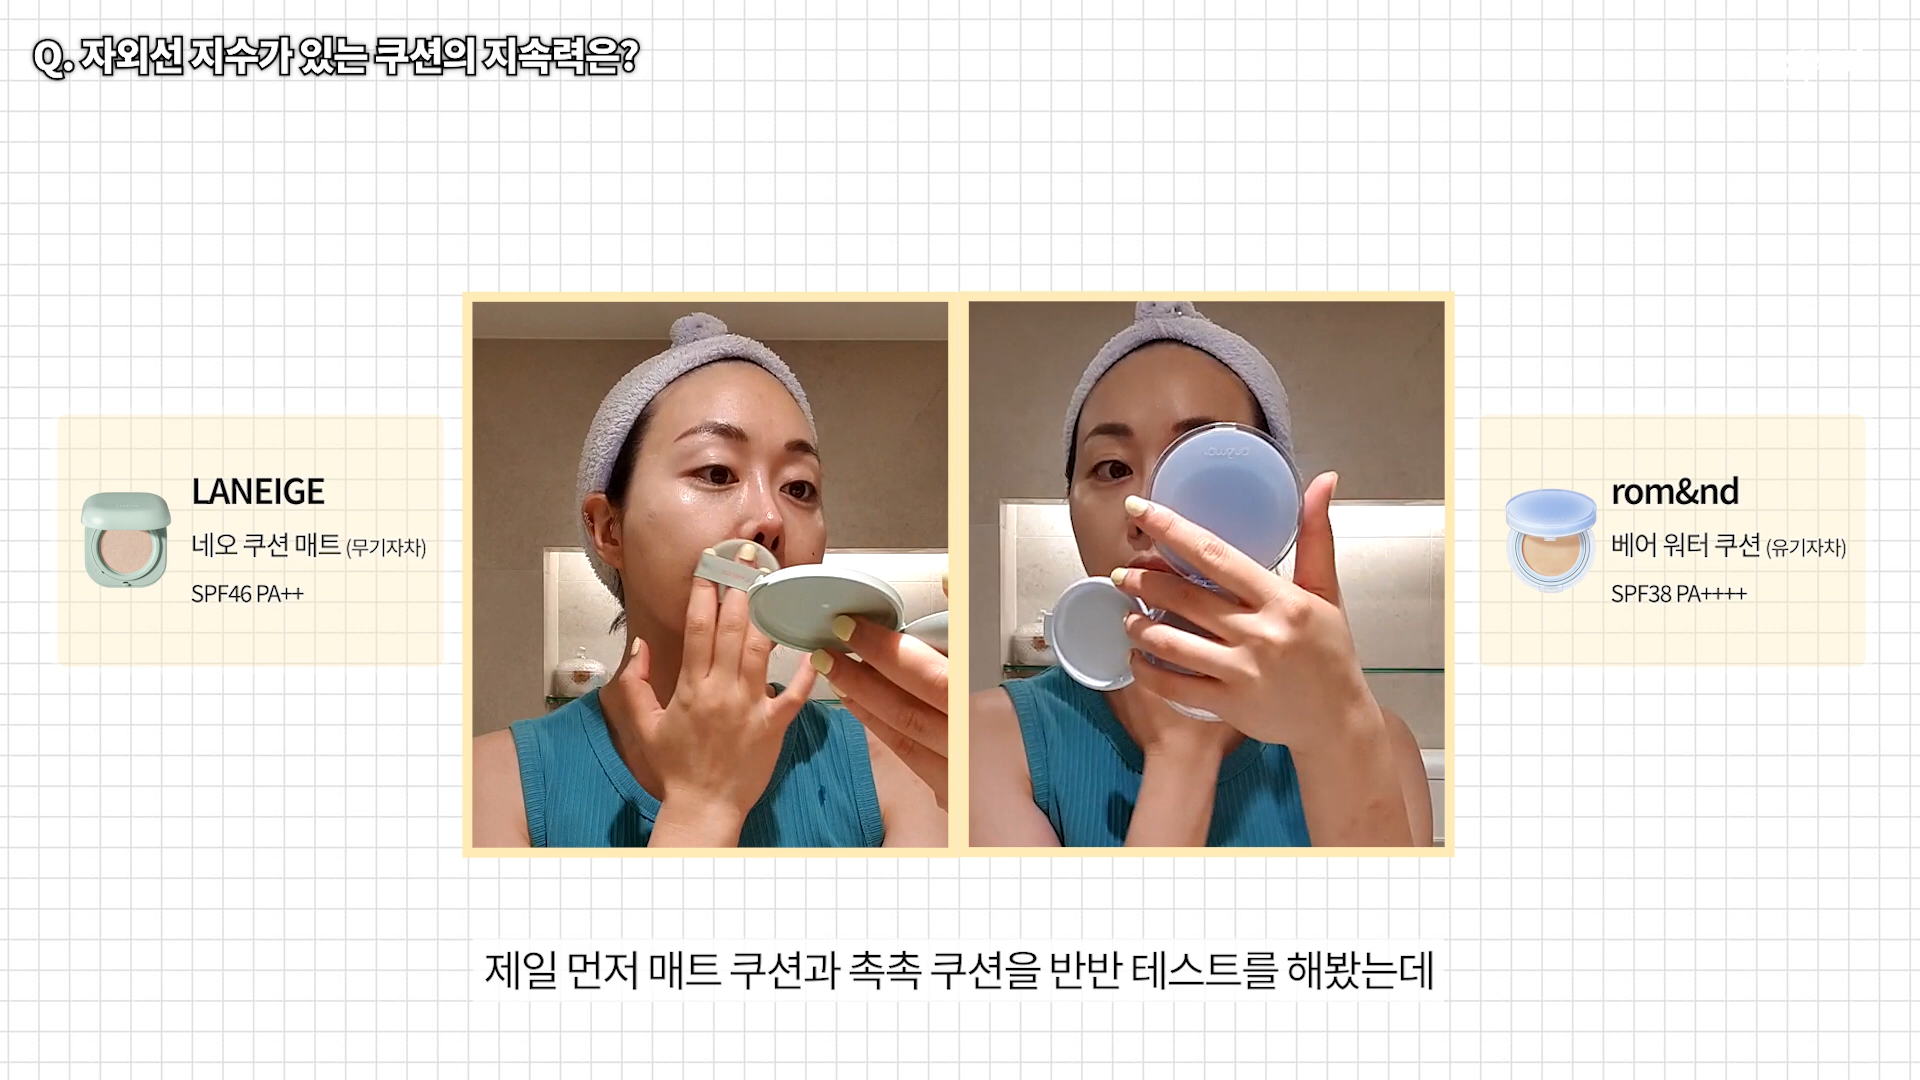 Q. 자외선 지수가 있는 쿠션의 지속력은?
LANEIGE
네오 쿠션 매트 (무기자차)
SPF46 PA++
rom&nd
베어 워터 쿠션 (유기자차)
SPF38 PA++++
제일 먼저 매트 쿠션과 촉촉 쿠션을 반반 테스트를 해봤는데